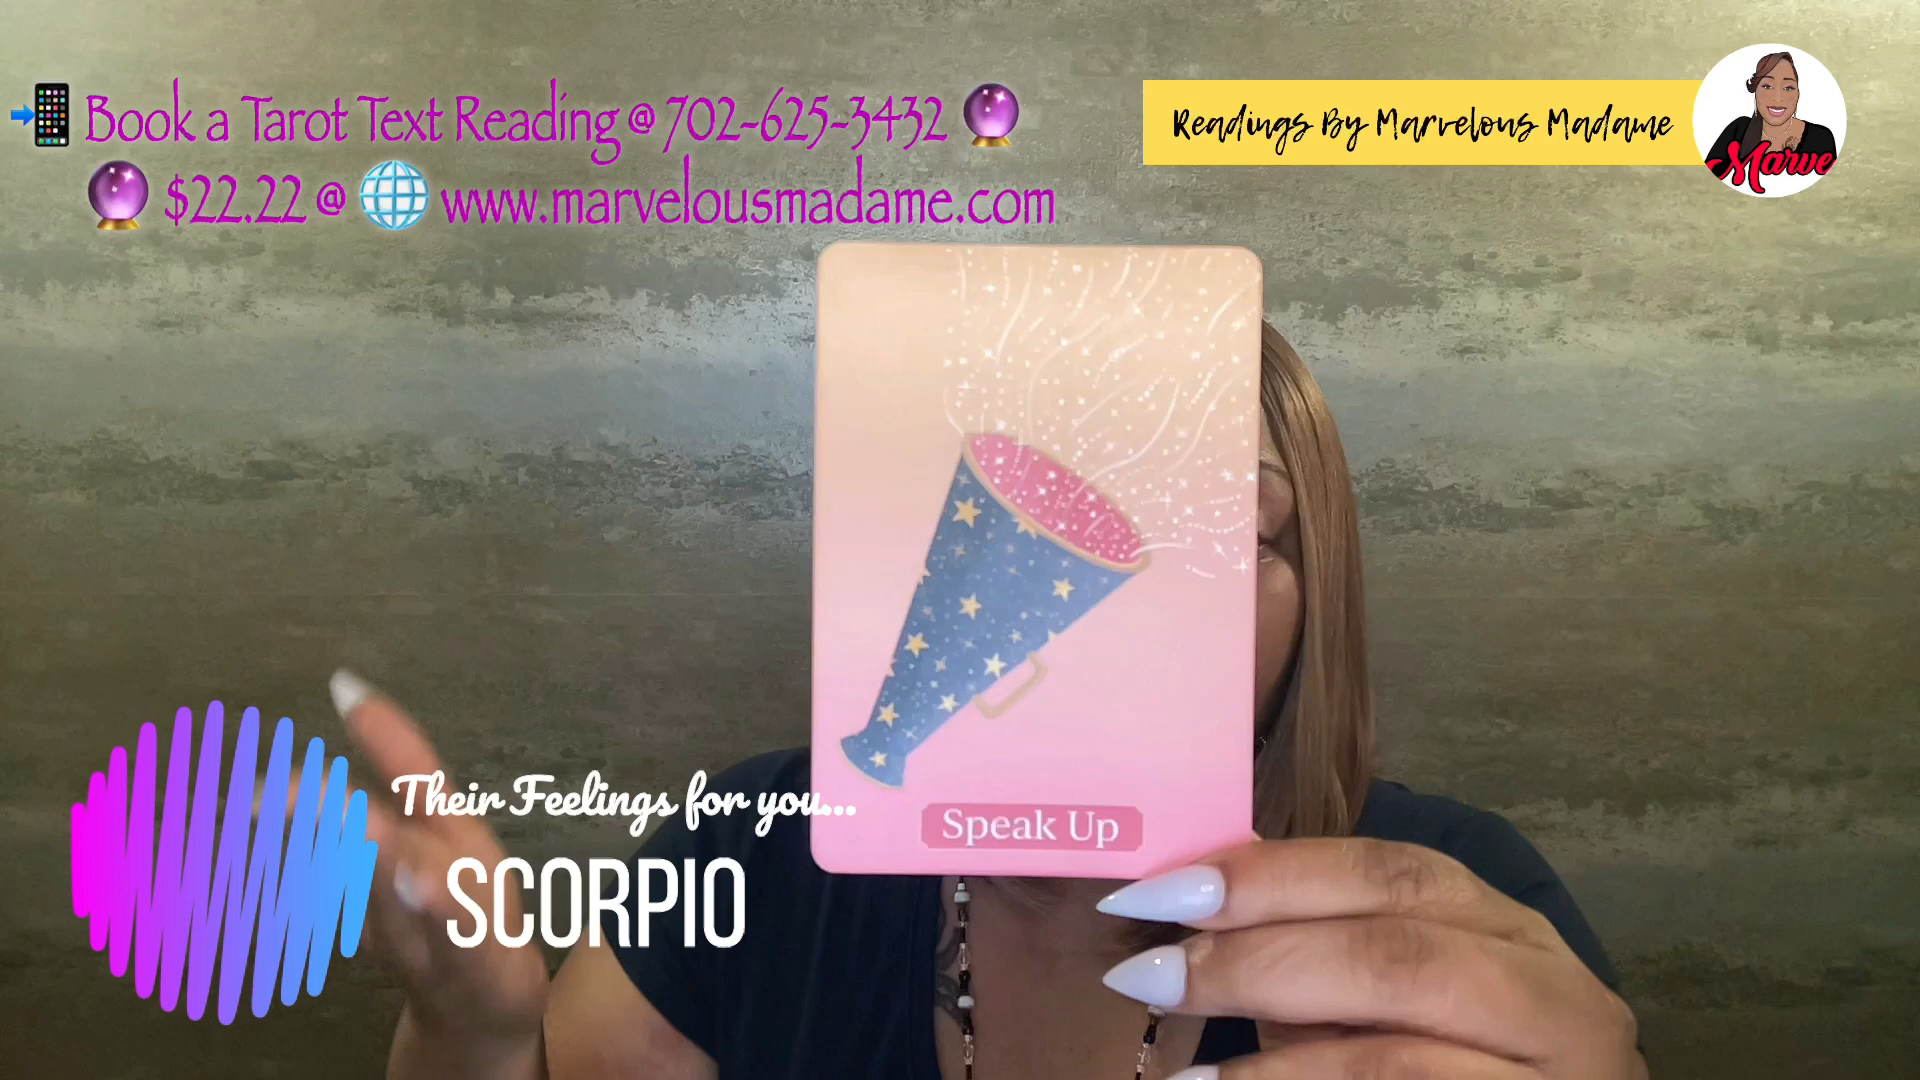 Book a Tarot Text Reading @ 702-625-3432
$22.22 @ www.marvelousmadame.com
Readings By Marvelous Madame
Marve
Speak Up
Their Feelings for you...
SCORPIO